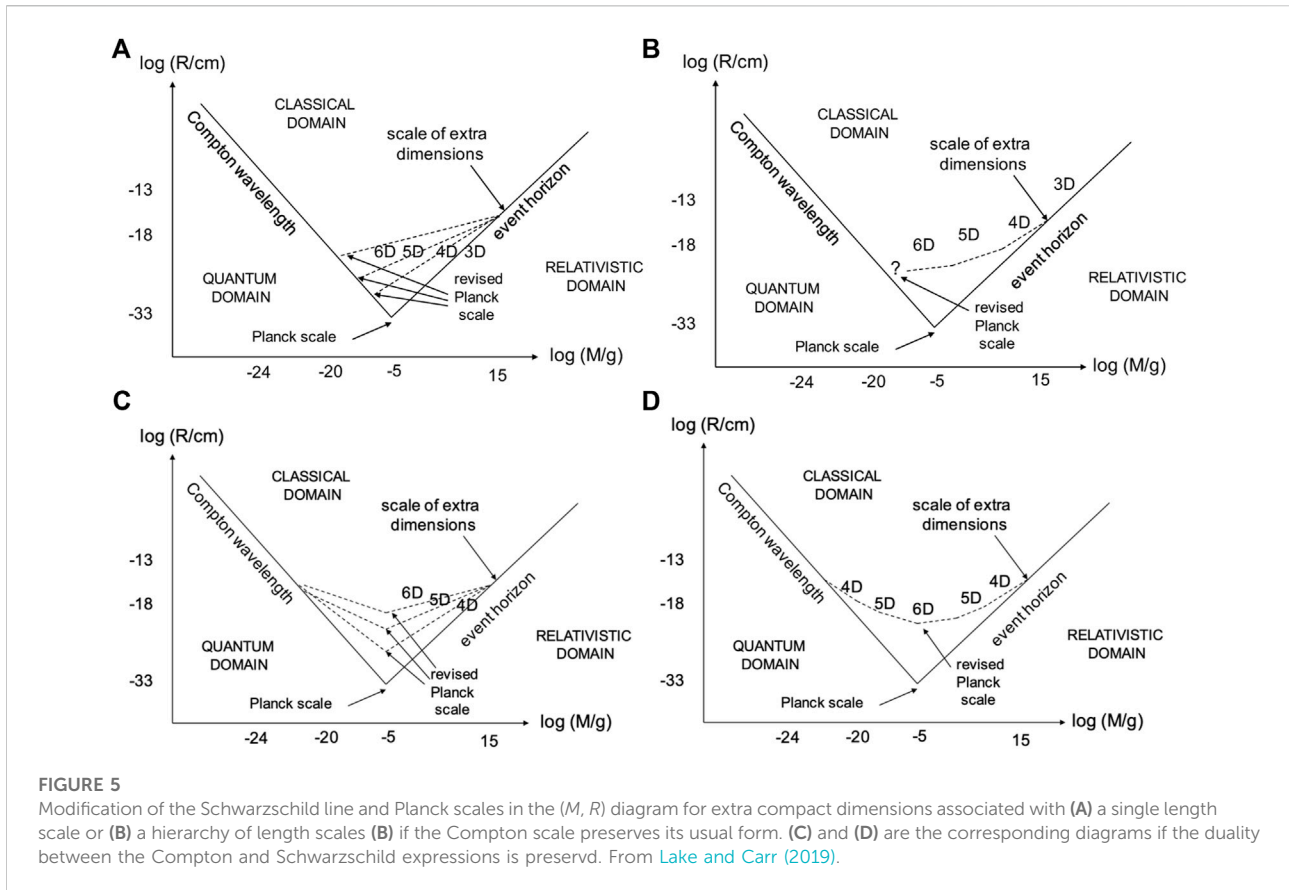 A
log (R/cm)
CLASSICAL
DOMAIN
Compton wavelength
scale of extra
dimensions
-13
-18
-33
event horizon
6D 5D 4D 3D
QUANTUM
DOMAIN
revised
Planck
scale
RELATIVISTIC
DOMAIN
Planck scale
log (M/g)
-24 -20 -5 15
B
log (R/cm)
CLASSICAL
DOMAIN
Compton wavelength
scale of extra
dimensions
3D
-13
-18
-33
6D 5D 4D
?
event horizon
QUANTUM
DOMAIN
revised
Planck
scale
RELATIVISTIC
DOMAIN
Planck scale
log (M/g)
-24 -20 -5 15
C
log (R/cm)
CLASSICAL
DOMAIN
Compton wavelength
scale of extra
dimensions
-13
-18
-33
6D 5D 4D
event horizon
QUANTUM
DOMAIN
revised
Planck
scale
RELATIVISTIC
DOMAIN
Planck scale
log (M/g)
-24 -20 -5 15
D
log (R/cm)
CLASSICAL
DOMAIN
Compton wavelength
scale of extra
dimensions
-13
-18
-33
4D 5D 6D 5D 4D
event horizon
QUANTUM
DOMAIN
revised
Planck
scale
RELATIVISTIC
DOMAIN
Planck scale
log (M/g)
-24 -20 -5 15
FIGURE 5
Modification of the Schwarzschild line and Planck scales in the (M, R) diagram for extra compact dimensions associated with (A) a single length
scale or (B) a hierarchy of length scales (B) if the Compton scale preserves its usual form. (C) and (D) are the corresponding diagrams if the duality
between the Compton and Schwarzschild expressions is preservd. From Lake and Carr (2019).